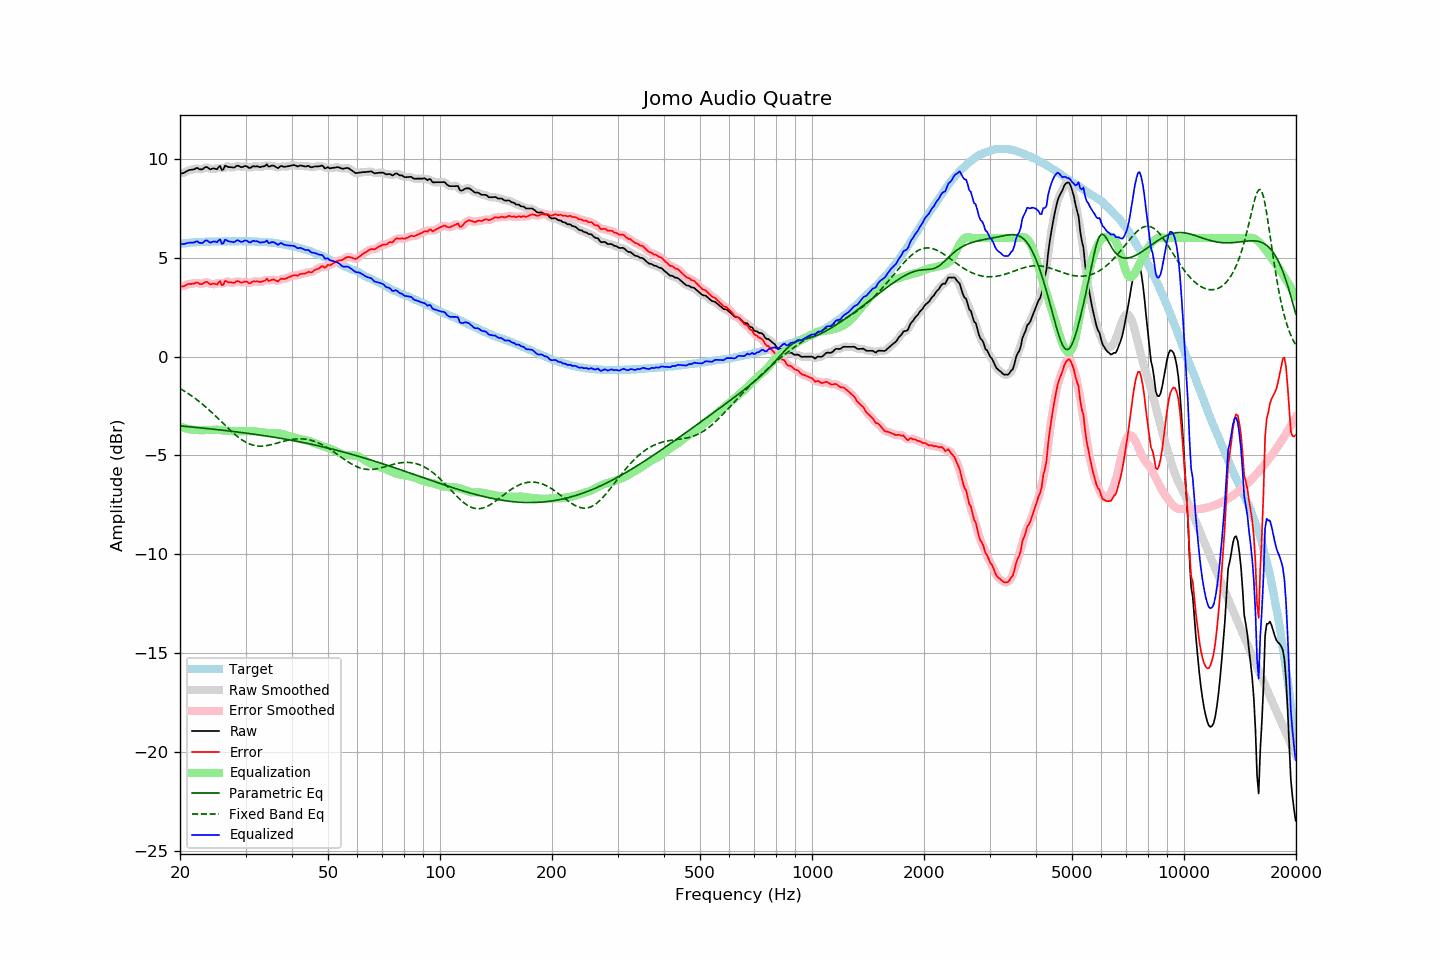 Jomo Audio Quatre
10
5
0
−5
−10
−15
−20
−25
Amplitude (dBr)
Target
Raw Smoothed
Error Smoothed
Raw
Error
Equalization
Parametric Eq
Fixed Band Eq
Equalized
20 50 100 200 500 1000 2000 5000 10000 20000
Frequency (Hz)